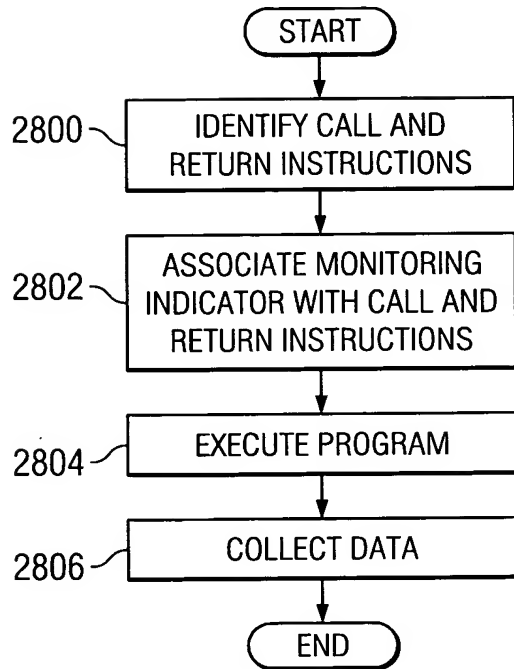 START
2800
IDENTIFY CALL AND
RETURN INSTRUCTIONS
2802
ASSOCIATE MONITORING
INDICATOR WITH CALL AND
RETURN INSTRUCTIONS
2804
EXECUTE PROGRAM
2806
COLLECT DATA
END